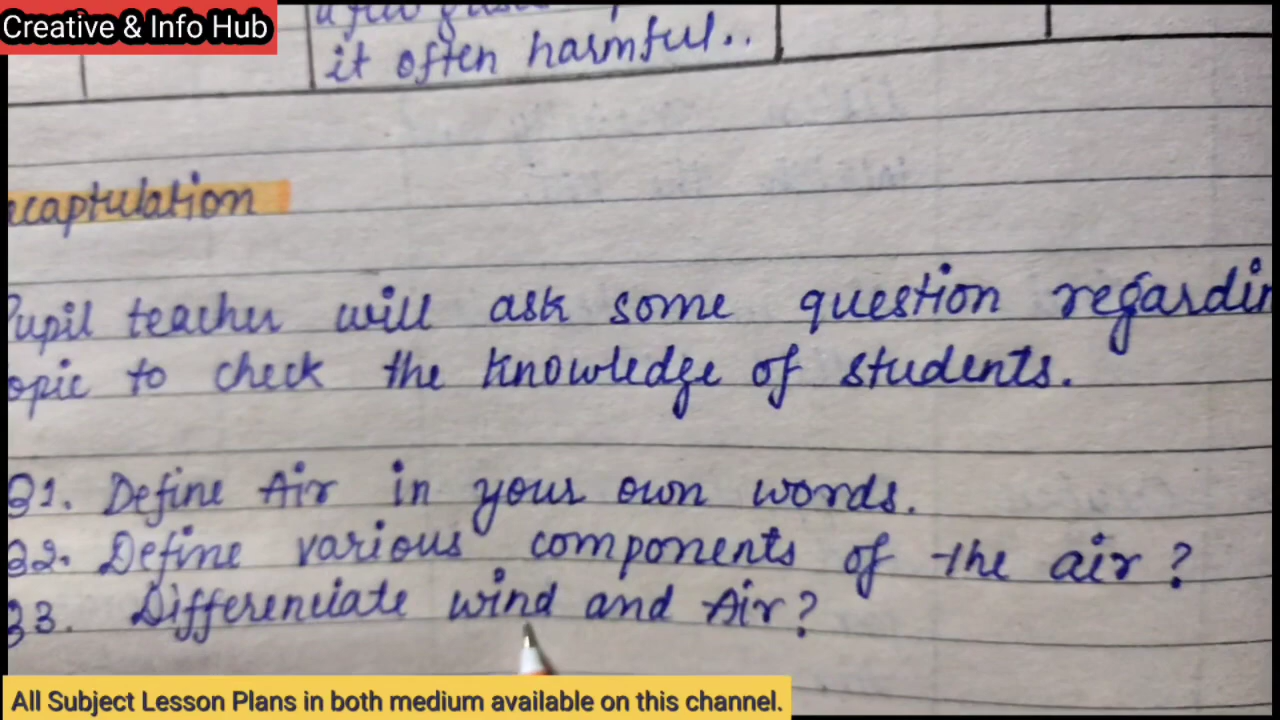 Creative & Info Hub
it often harmful..
ecaptulation
Pupil teacher will ask some question regardin
opic to check the knowledge of students.
Q1. Define Air in your own words.
Q2. Define various components of the air ?
Q3. Differenciate wind and Air?
All Subject Lesson Plans in both medium available on this channel.